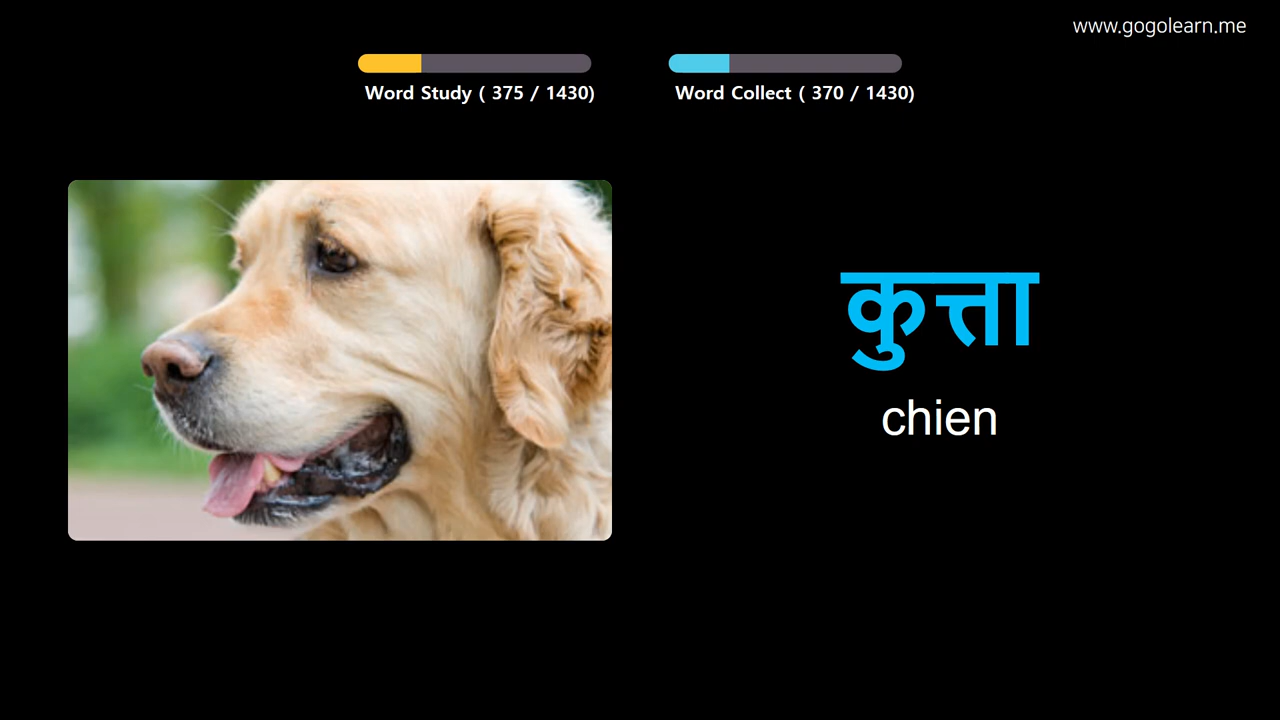 www.gogolearn.me
Word Study ( 375 / 1430)
Word Collect ( 370 / 1430)
कुत्ता
chien